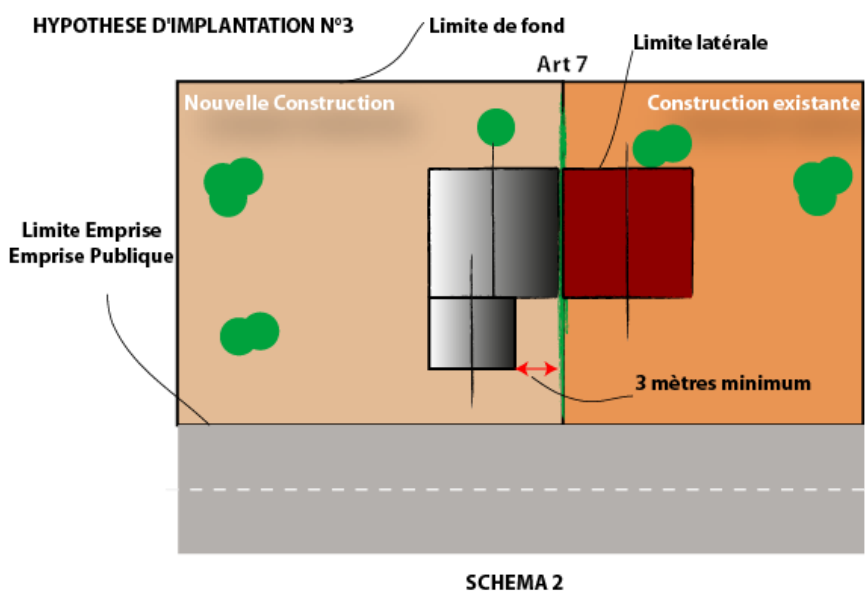 HYPOTHESE D'IMPLANTATION N°3
Limite de fond
Limite latérale
Art 7
Nouvelle Construction
Construction existante
Limite Emprise
Emprise Publique
3 mètres minimum
SCHEMA 2